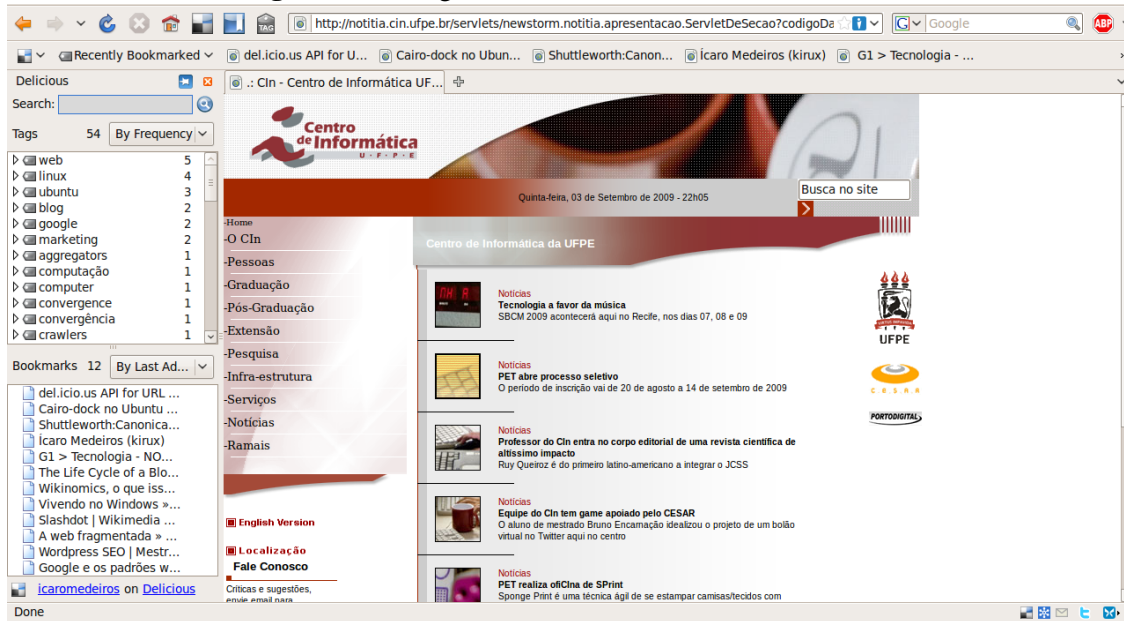 http://notitia.cin.ufpe.br/servlets/newstorm.notitia.apresentacao.ServletDeSecao?codigoDa
Google
ABP
TAG
Recently Bookmarked
del.icio.us API for U...
Cairo-dock no Ubun...
Shuttleworth:Canon...
Ícaro Medeiros (kirux)
G1 > Tecnologia - ...
Delicious
.: CIn - Centro de Informática UF...
Search:
Tags 54 By Frequency
web 5
linux 4
ubuntu 3
blog 2
google 2
marketing 2
aggregators 1
computação 1
computer 1
convergence 1
convergência 1
crawlers 1
Bookmarks 12 By Last Ad...
del.icio.us API for URL ...
Cairo-dock no Ubuntu ...
Shuttleworth:Canonica...
Ícaro Medeiros (kirux)
G1 > Tecnologia - NO...
The Life Cycle of a Blo...
Wikinomics, o que iss...
Vivendo no Windows »...
Slashdot | Wikimedia ...
A web fragmentada » ...
Wordpress SEO | Mestr...
Google e os padrões w...
icaromedeiros on Delicious
Done
Centro
de Informática
U·F·P·E
Quinta-feira, 03 de Setembro de 2009 - 22h05
Busca no site
-Home
-O CIn
-Pessoas
-Graduação
-Pós-Graduação
-Extensão
-Pesquisa
-Infra-estrutura
-Serviços
-Notícias
-Ramais
English Version
Localização
Fale Conosco
Críticas e sugestões,
envie email para
Centro de Informática da UFPE
Notícias
Tecnologia a favor da música
SBCM 2009 acontecerá aqui no Recife, nos dias 07, 08 e 09
Notícias
PET abre processo seletivo
O período de inscrição vai de 20 de agosto a 14 de setembro de 2009
Notícias
Professor do CIn entra no corpo editorial de uma revista científica de
altíssimo impacto
Ruy Queiroz é do primeiro latino-americano a integrar o JCSS
Notícias
Equipe do CIn tem game apoiado pelo CESAR
O aluno de mestrado Bruno Encarnação idealizou o projeto de um bolão
virtual no Twitter aqui no centro
Notícias
PET realiza ofiCIna de SPrint
Sponge Print é uma técnica ágil de se estampar camisas/tecidos com
UFPE
C.E.S.A.R
PORTODIGITAL